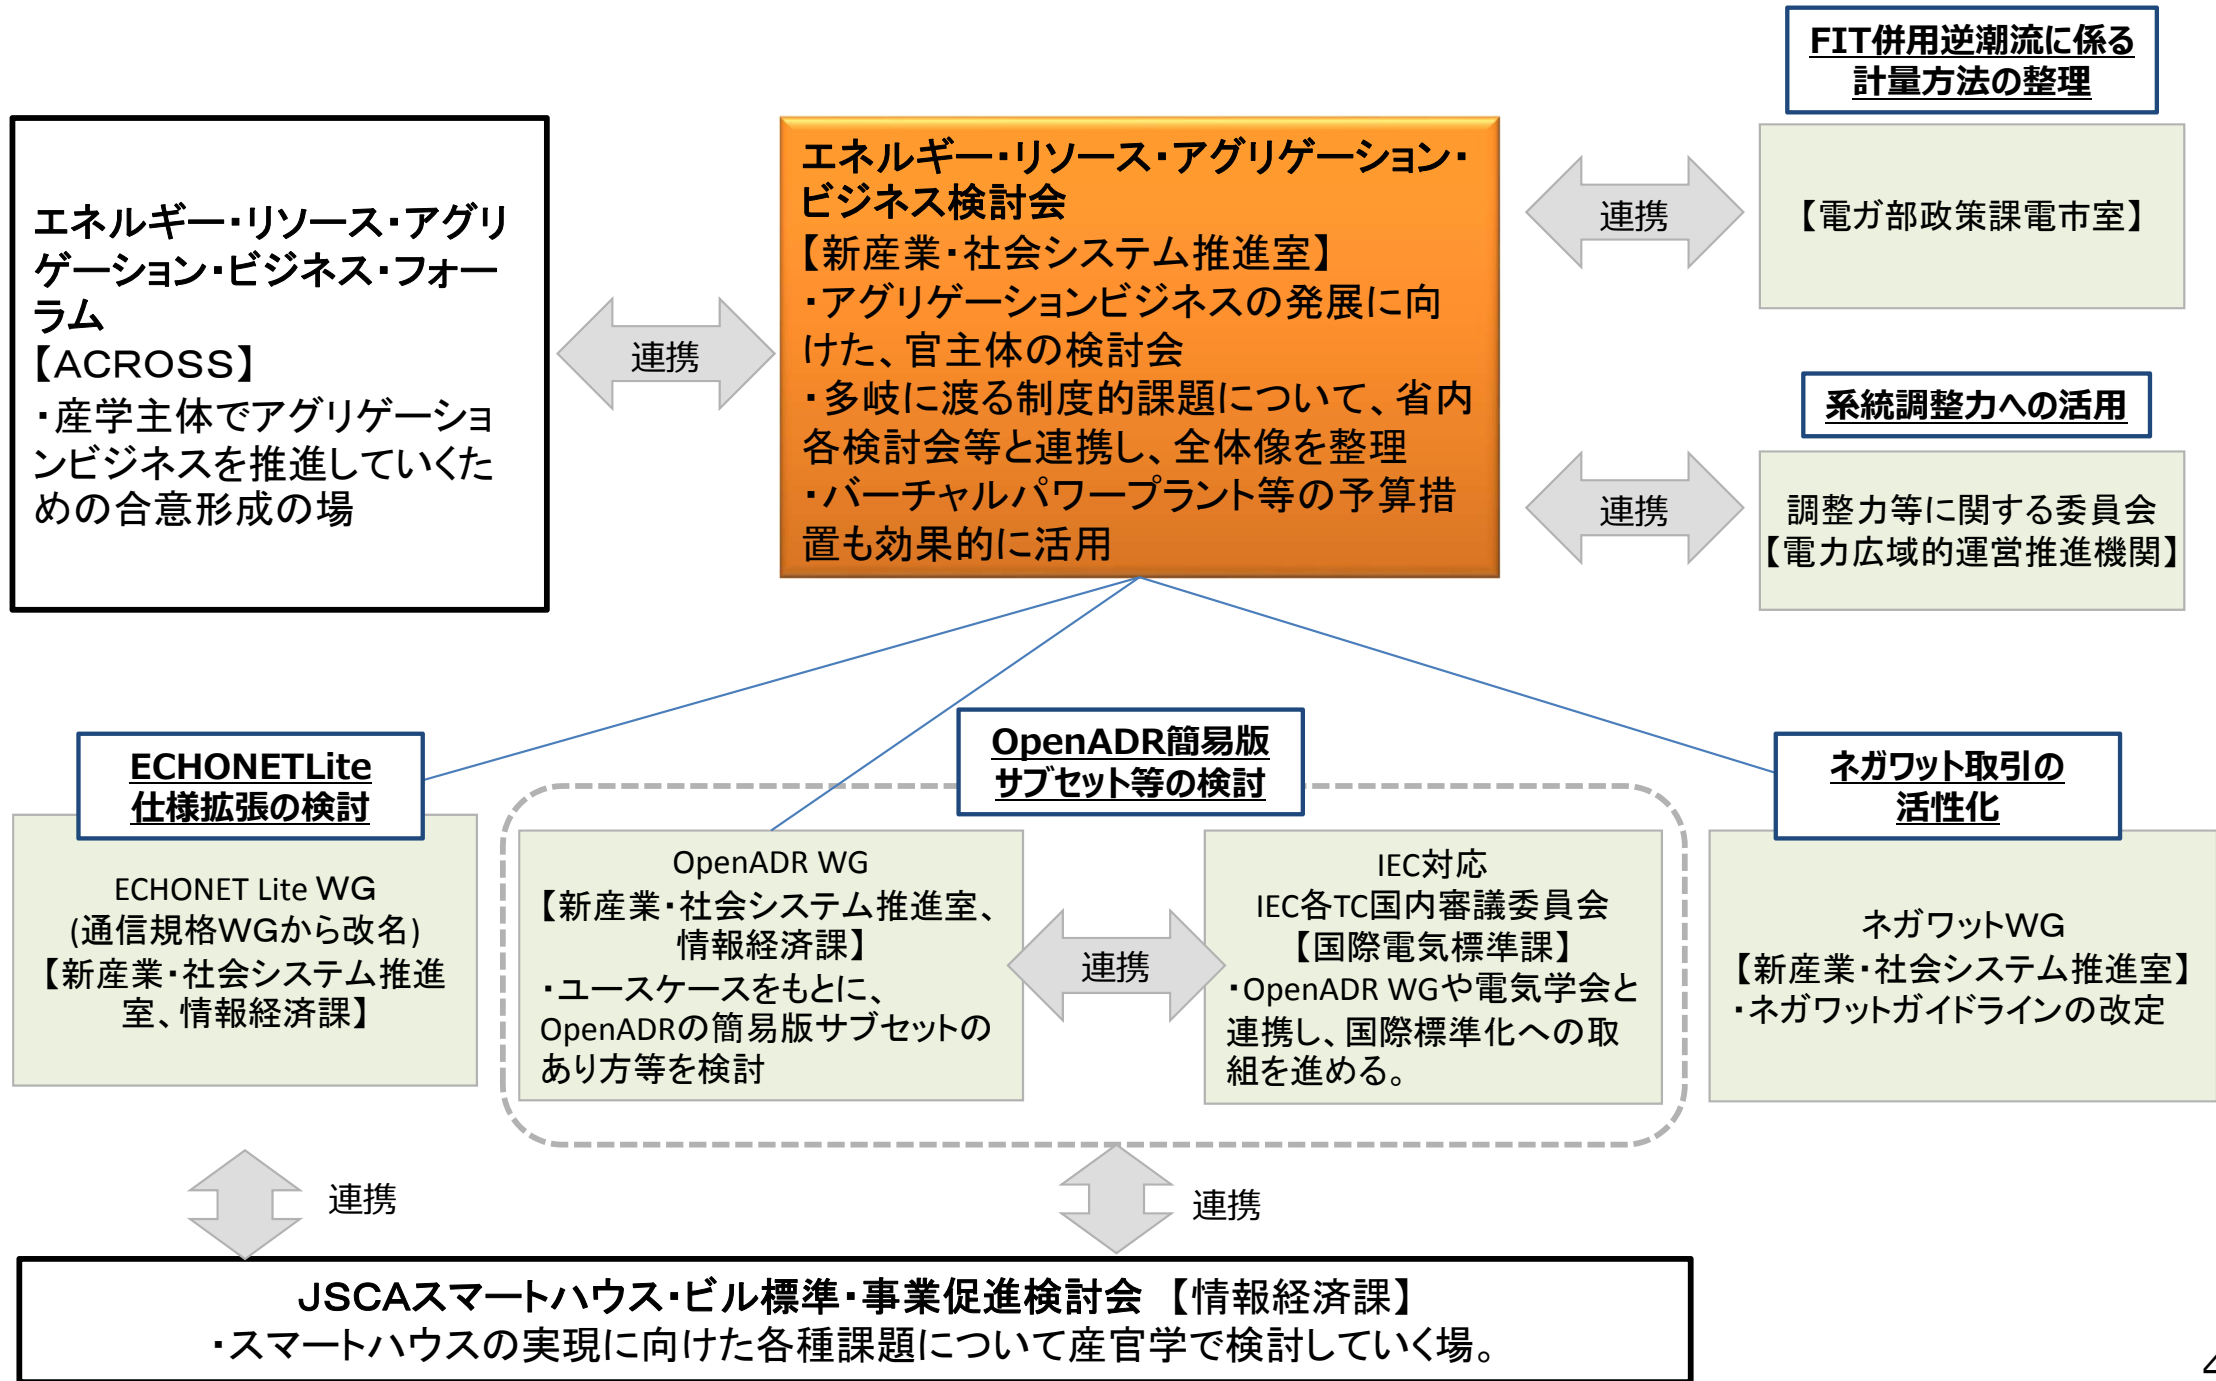 FIT併用逆潮流に係る
計量方法の整理
【電ガ部政策課電市室】
エネルギー・リソース・アグリ
ゲーション・ビジネス・フォー
ラム
【ACROSS】
・産学主体でアグリゲーショ
ンビジネスを推進していくた
めの合意形成の場
連携
エネルギー・リソース・アグリゲーション・
ビジネス検討会
【新産業・社会システム推進室】
・アグリゲーションビジネスの発展に向
けた、官主体の検討会
・多岐に渡る制度的課題について、省内
各検討会等と連携し、全体像を整理
・バーチャルパワープラント等の予算措
置も効果的に活用
連携
系統調整力への活用
連携
調整力等に関する委員会
【電力広域的運営推進機関】
ECHONETLite
仕様拡張の検討
ECHONET Lite WG
(通信規格WGから改名)
【新産業・社会システム推進
室、情報経済課】
OpenADR簡易版
サブセット等の検討
OpenADR WG
【新産業・社会システム推進室、
情報経済課】
・ユースケースをもとに、
OpenADRの簡易版サブセットの
あり方等を検討
連携
IEC対応
IEC各TC国内審議委員会
【国際電気標準課】
・OpenADR WGや電気学会と
連携し、国際標準化への取
組を進める。
ネガワット取引の
活性化
ネガワットWG
【新産業・社会システム推進室】
・ネガワットガイドラインの改定
連携
連携
JSCAスマートハウス・ビル標準・事業促進検討会 【情報経済課】
・スマートハウスの実現に向けた各種課題について産官学で検討していく場。
4